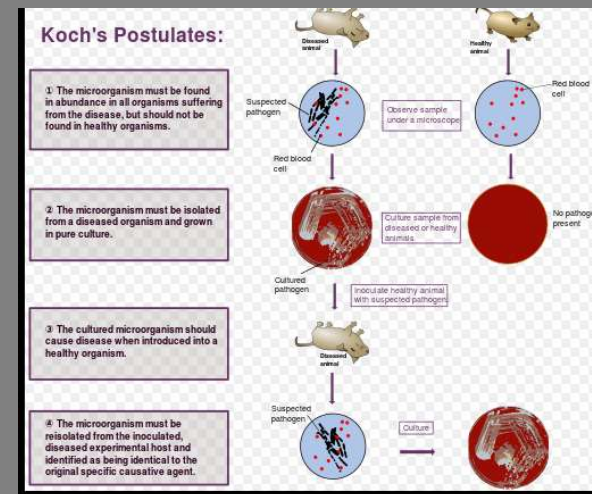 Koch's Postulates:
① The microorganism must be found
in abundance in all organisms suffering
from the disease, but should not be
found in healthy organisms.
② The microorganism must be isolated
from a diseased organism and grown
in pure culture.
③ The cultured microorganism should
cause disease when introduced into a
healthy organism.
④ The microorganism must be
reisolated from the inoculated,
diseased experimental host and
identified as being identical to the
original specific causative agent.
Diseased
animal
Healthy
animal
Suspected
pathogen
Red blood
cell
Observe sample
under a microscope
Red blood
cell
Culture sample from
diseased or healthy
animals.
No pathoge
present
Cultured
pathogen
Inoculate healthy animal
with suspected pathogen.
Diseased
animal
Suspected
pathogen
Culture